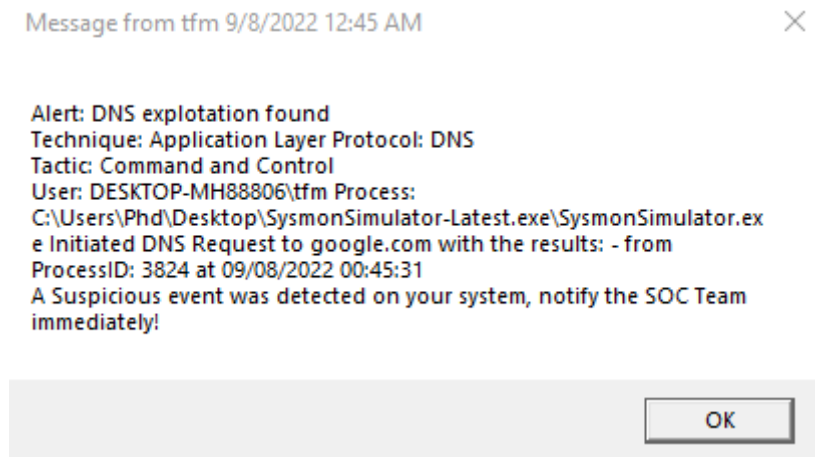 Message from tfm 9/8/2022 12:45 AM
Alert: DNS explotation found
Technique: Application Layer Protocol: DNS
Tactic: Command and Control
User: DESKTOP-MH88806\tfm Process:
C:\Users\Phd\Desktop\SysmonSimulator-Latest.exe\SysmonSimulator.ex
e Initiated DNS Request to google.com with the results: - from
ProcessID: 3824 at 09/08/2022 00:45:31
A Suspicious event was detected on your system, notify the SOC Team
immediately!
OK